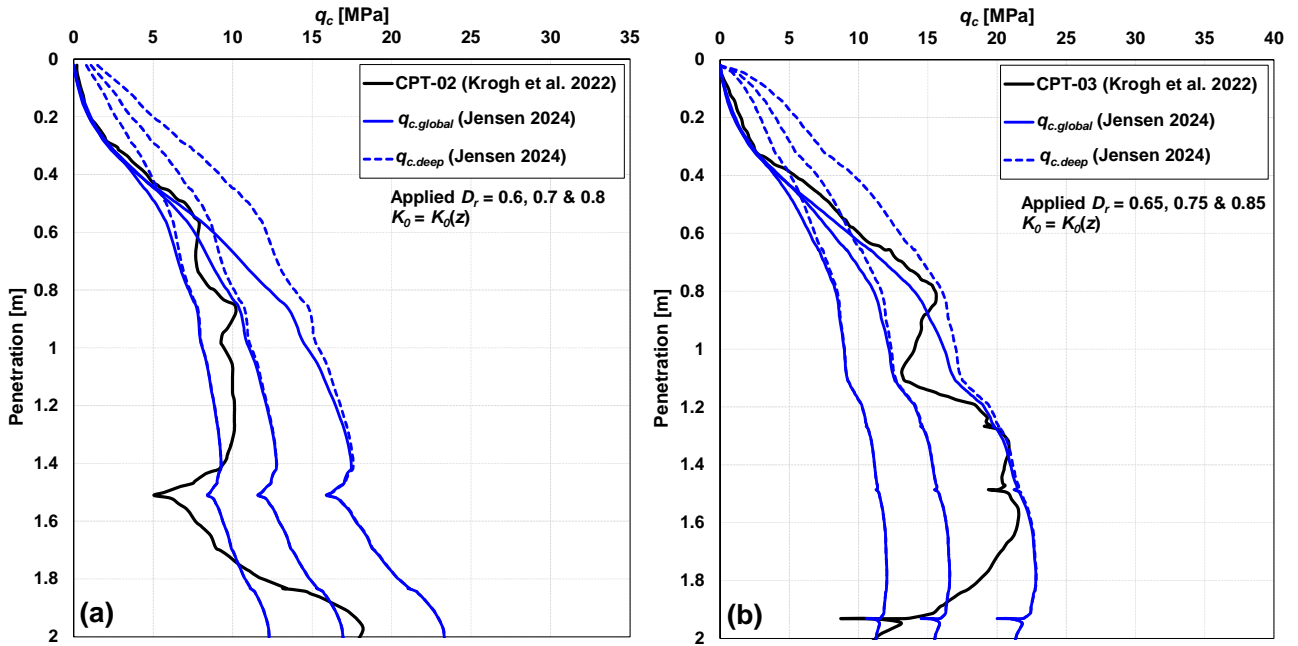 q_c [MPa]
0 5 10 15 20 25 30 35
0
0.2
0.4
0.6
0.8
1
1.2
1.4
1.6
1.8
2
Penetration [m]
CPT-02 (Krogh et al. 2022)
q_c.global (Jensen 2024)
q_c.deep (Jensen 2024)
Applied D_r = 0.6, 0.7 & 0.8
K_0 = K_0(z)
(a)
q_c [MPa]
0 5 10 15 20 25 30 35 40
0
0.2
0.4
0.6
0.8
1
1.2
1.4
1.6
1.8
2
Penetration [m]
CPT-03 (Krogh et al. 2022)
q_c.global (Jensen 2024)
q_c.deep (Jensen 2024)
Applied D_r = 0.65, 0.75 & 0.85
K_0 = K_0(z)
(b)